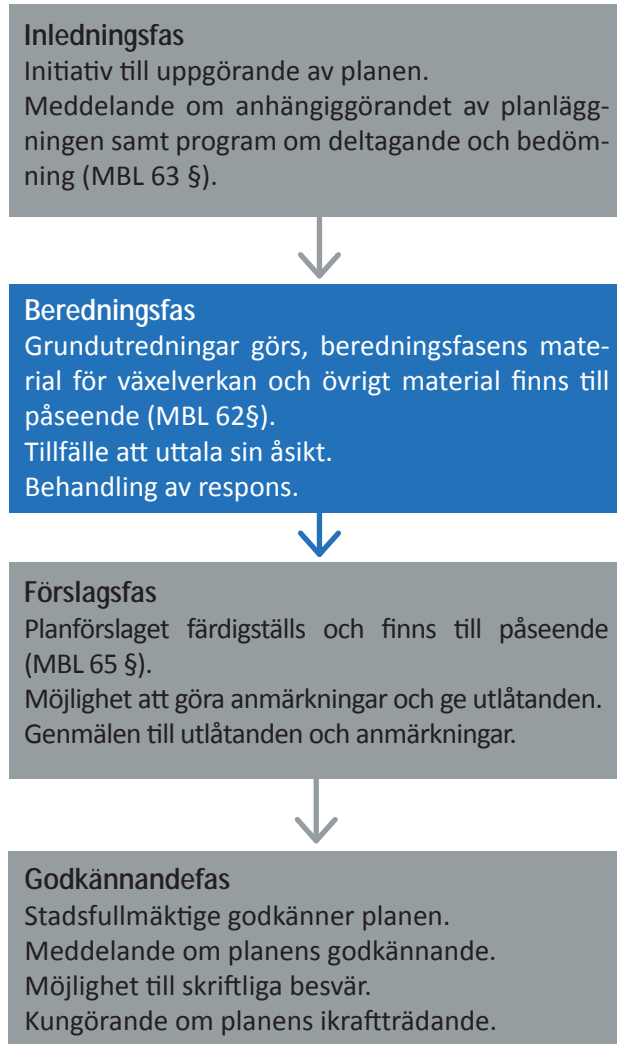 Inledningsfas
Initiativ till uppgörande av planen.
Meddelande om anhängiggörandet av planlägg-
ningen samt program om deltagande och bedöm-
ning (MBL 63 §).
Beredningsfas
Grundutredningar görs, beredningsfasens mate-
rial för växelverkan och övrigt material finns till
påseende (MBL 62§).
Tillfälle att uttala sin åsikt.
Behandling av respons.
Förslagsfas
Planförslaget färdigställs och finns till påseende
(MBL 65 §).
Möjlighet att göra anmärkningar och ge utlåtanden.
Genmälen till utlåtanden och anmärkningar.
Godkännandefas
Stadsfullmäktige godkänner planen.
Meddelande om planens godkännande.
Möjlighet till skriftliga besvär.
Kungörande om planens ikraftträdande.